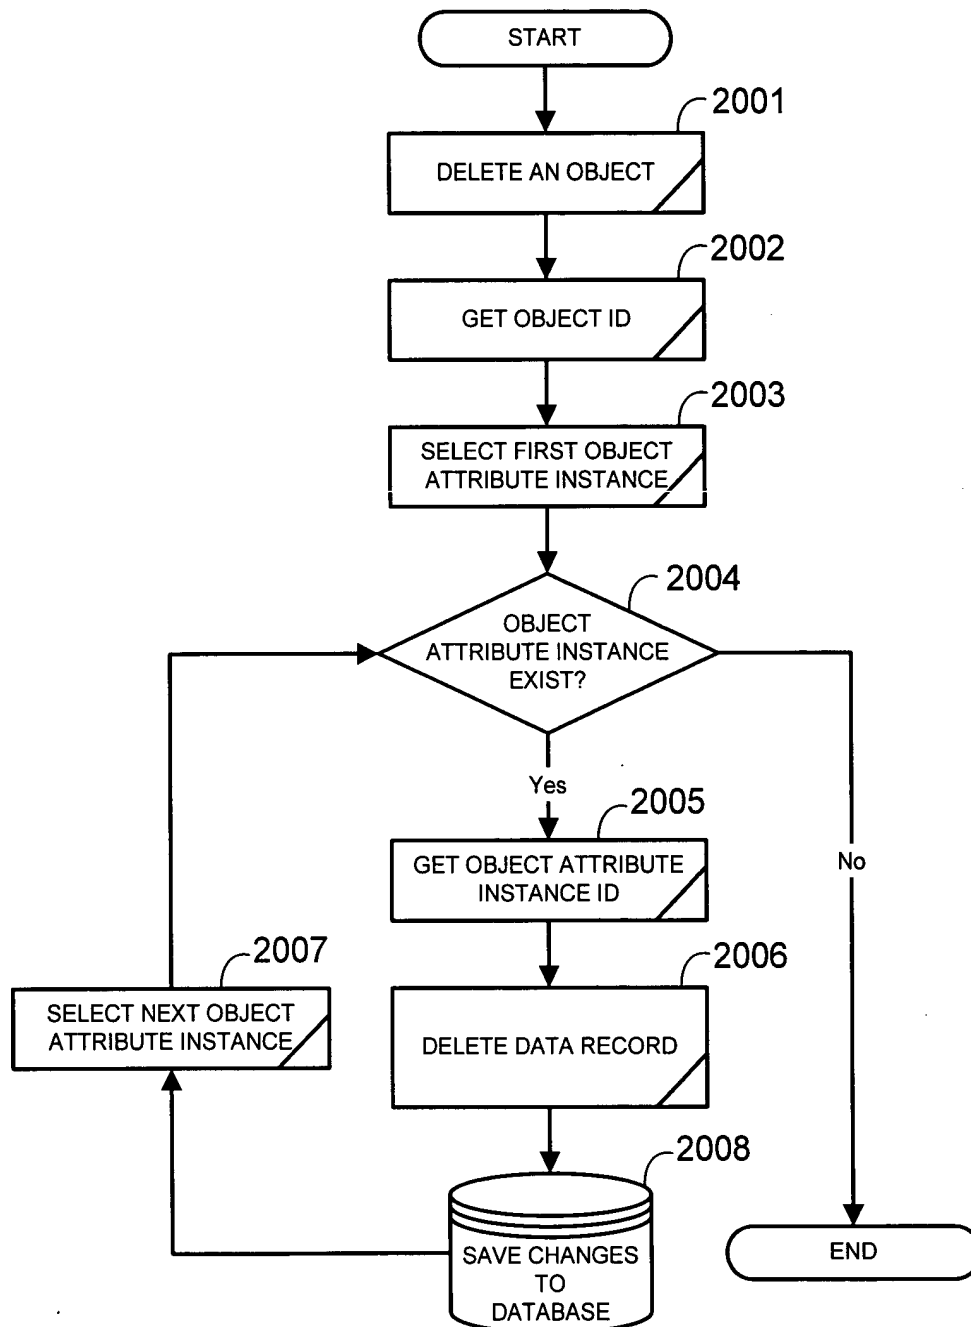 START
2001
DELETE AN OBJECT
2002
GET OBJECT ID
2003
SELECT FIRST OBJECT
ATTRIBUTE INSTANCE
2004
OBJECT
ATTRIBUTE INSTANCE
EXIST?
Yes
2005
GET OBJECT ATTRIBUTE
INSTANCE ID
No
2006
DELETE DATA RECORD
2007
SELECT NEXT OBJECT
ATTRIBUTE INSTANCE
2008
SAVE CHANGES
TO
DATABASE
END